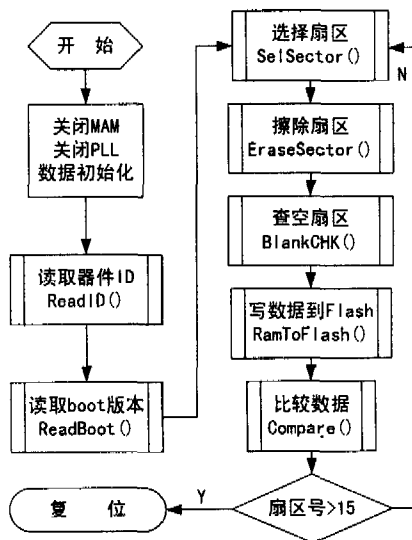 开 始
关闭MAM
关闭PLL
数据初始化
读取器件ID
ReadID()
读取boot版本
ReadBoot()
选择扇区
SelSector()
N
擦除扇区
EraseSector()
查空扇区
BlankCHK()
写数据到Flash
RamToFlash()
比较数据
Compare()
扇区号>15
Y
复 位